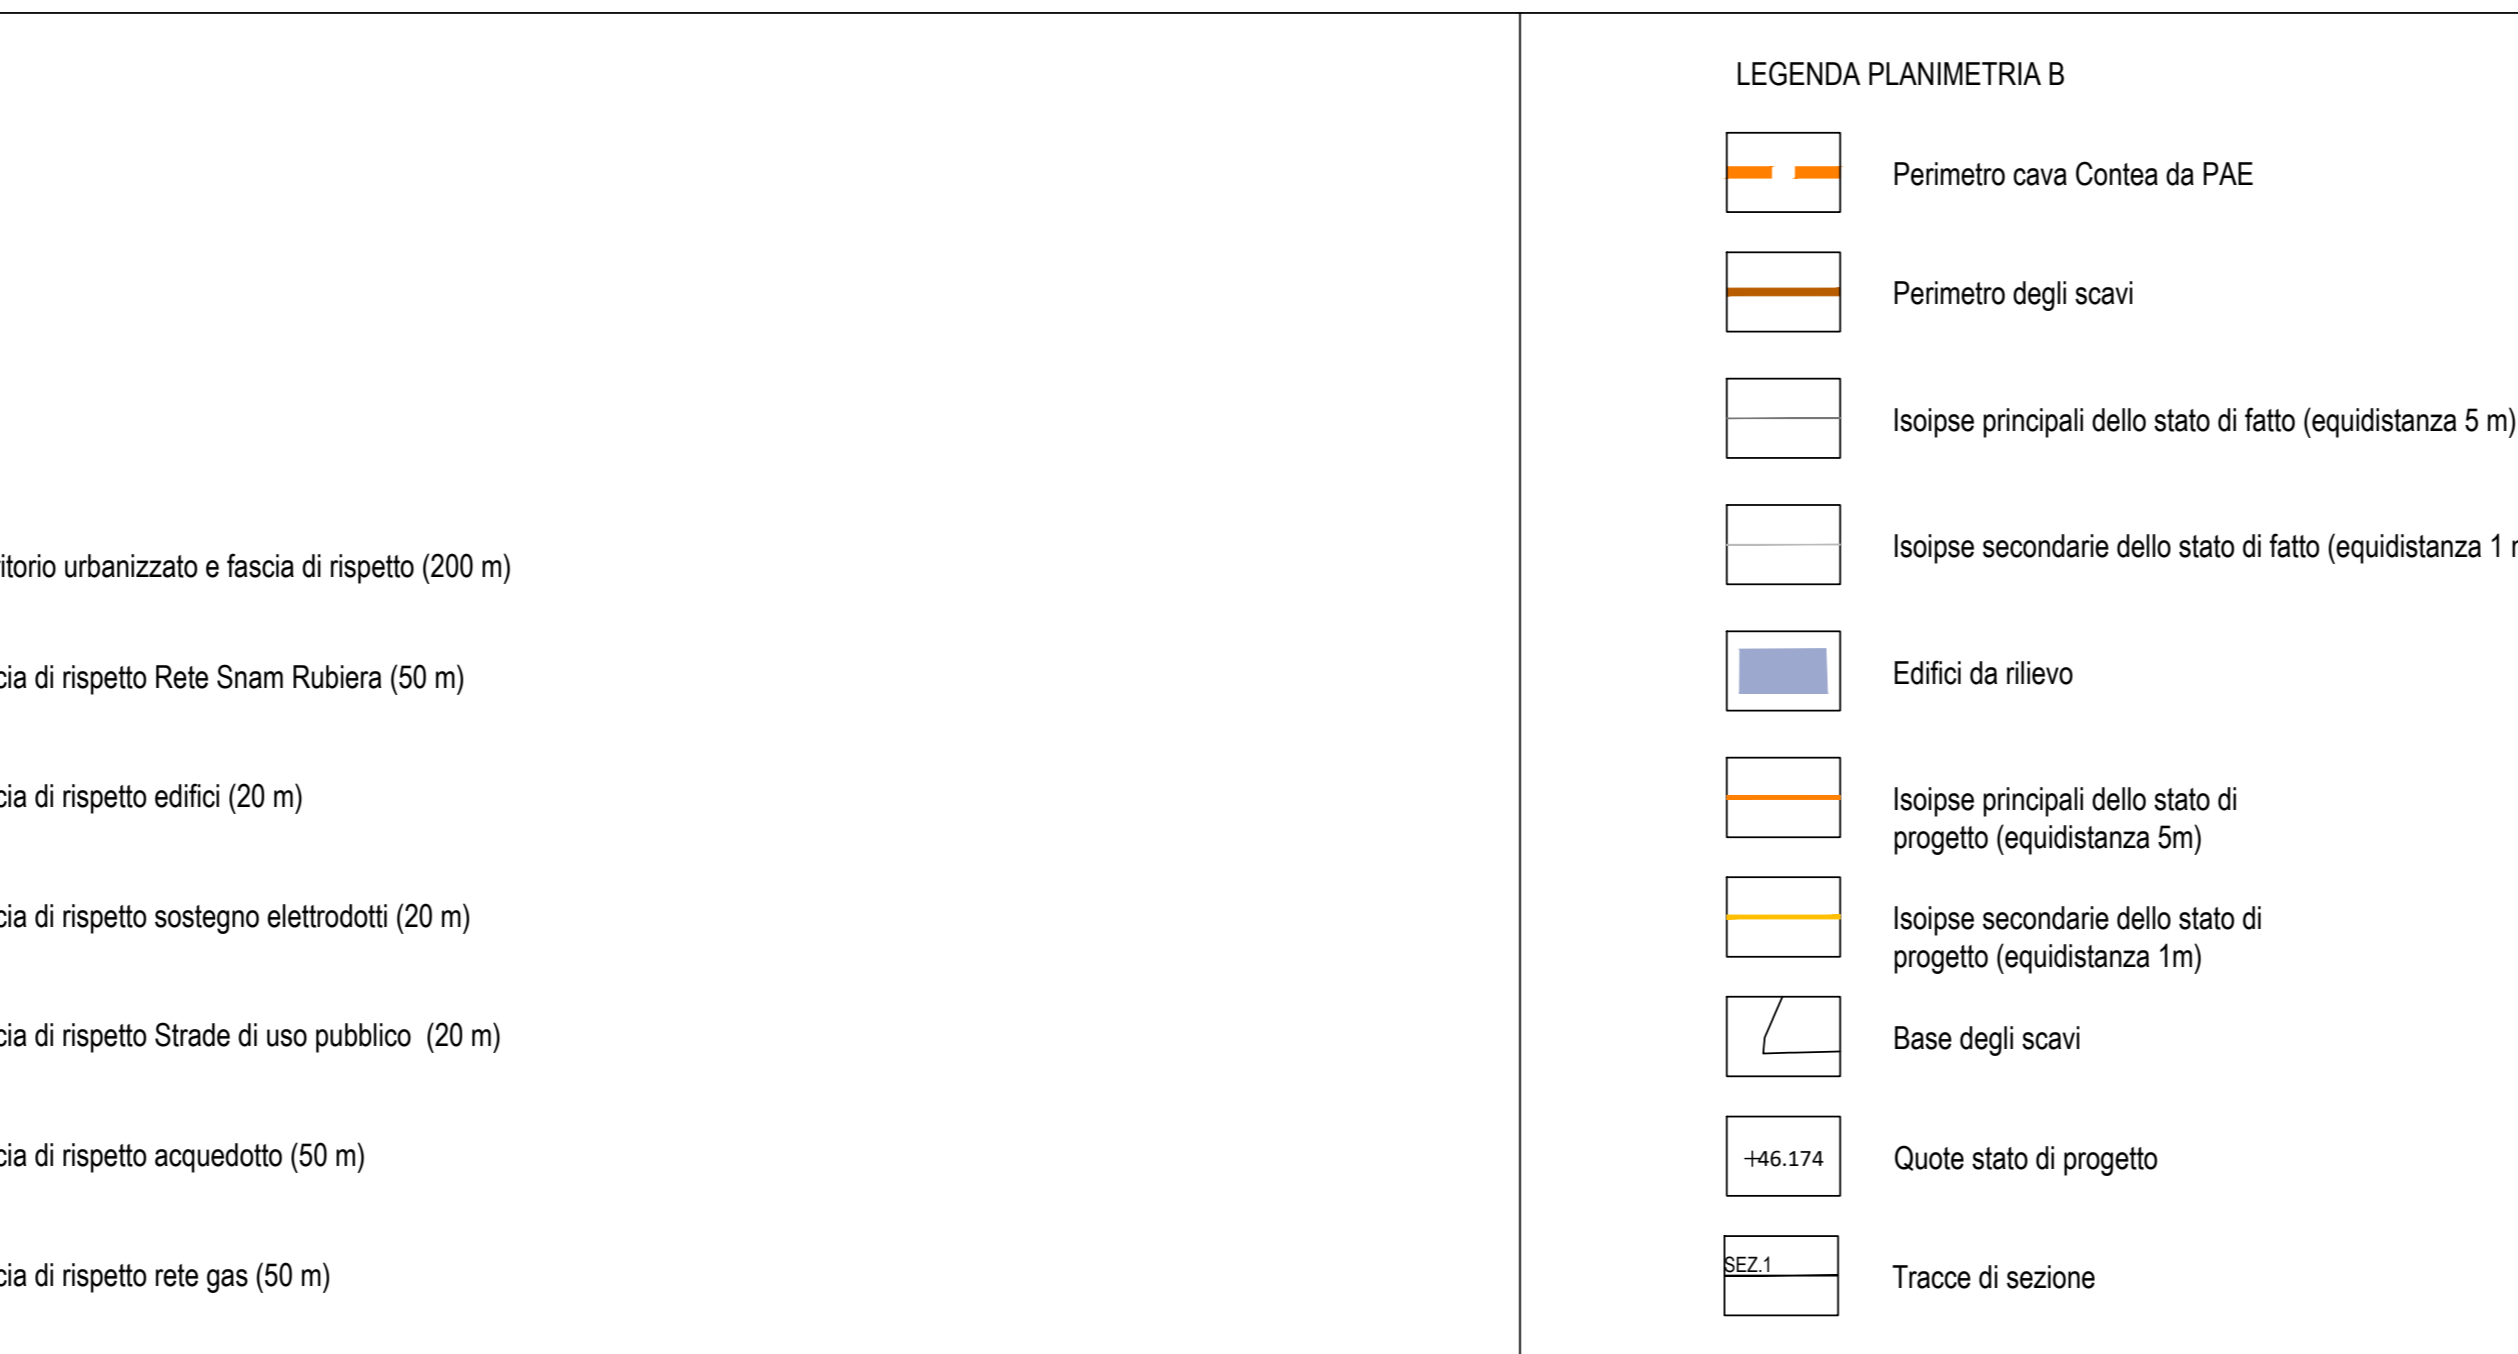 ritorio urbanizzato e fascia di rispetto (200 m)
cia di rispetto Rete Snam Rubiera (50 m)
cia di rispetto edifici (20 m)
cia di rispetto sostegno elettrodotti (20 m)
cia di rispetto Strade di uso pubblico (20 m)
cia di rispetto acquedotto (50 m)
cia di rispetto rete gas (50 m)
LEGENDA PLANIMETRIA B
Perimetro cava Contea da PAE
Perimetro degli scavi
Isoipse principali dello stato di fatto (equidistanza 5 m)
Isoipse secondarie dello stato di fatto (equidistanza 1 m
Edifici da rilievo
Isoipse principali dello stato di
progetto (equidistanza 5m)
Isoipse secondarie dello stato di
progetto (equidistanza 1m)
Base degli scavi
+46.174 Quote stato di progetto
SEZ.1 Tracce di sezione